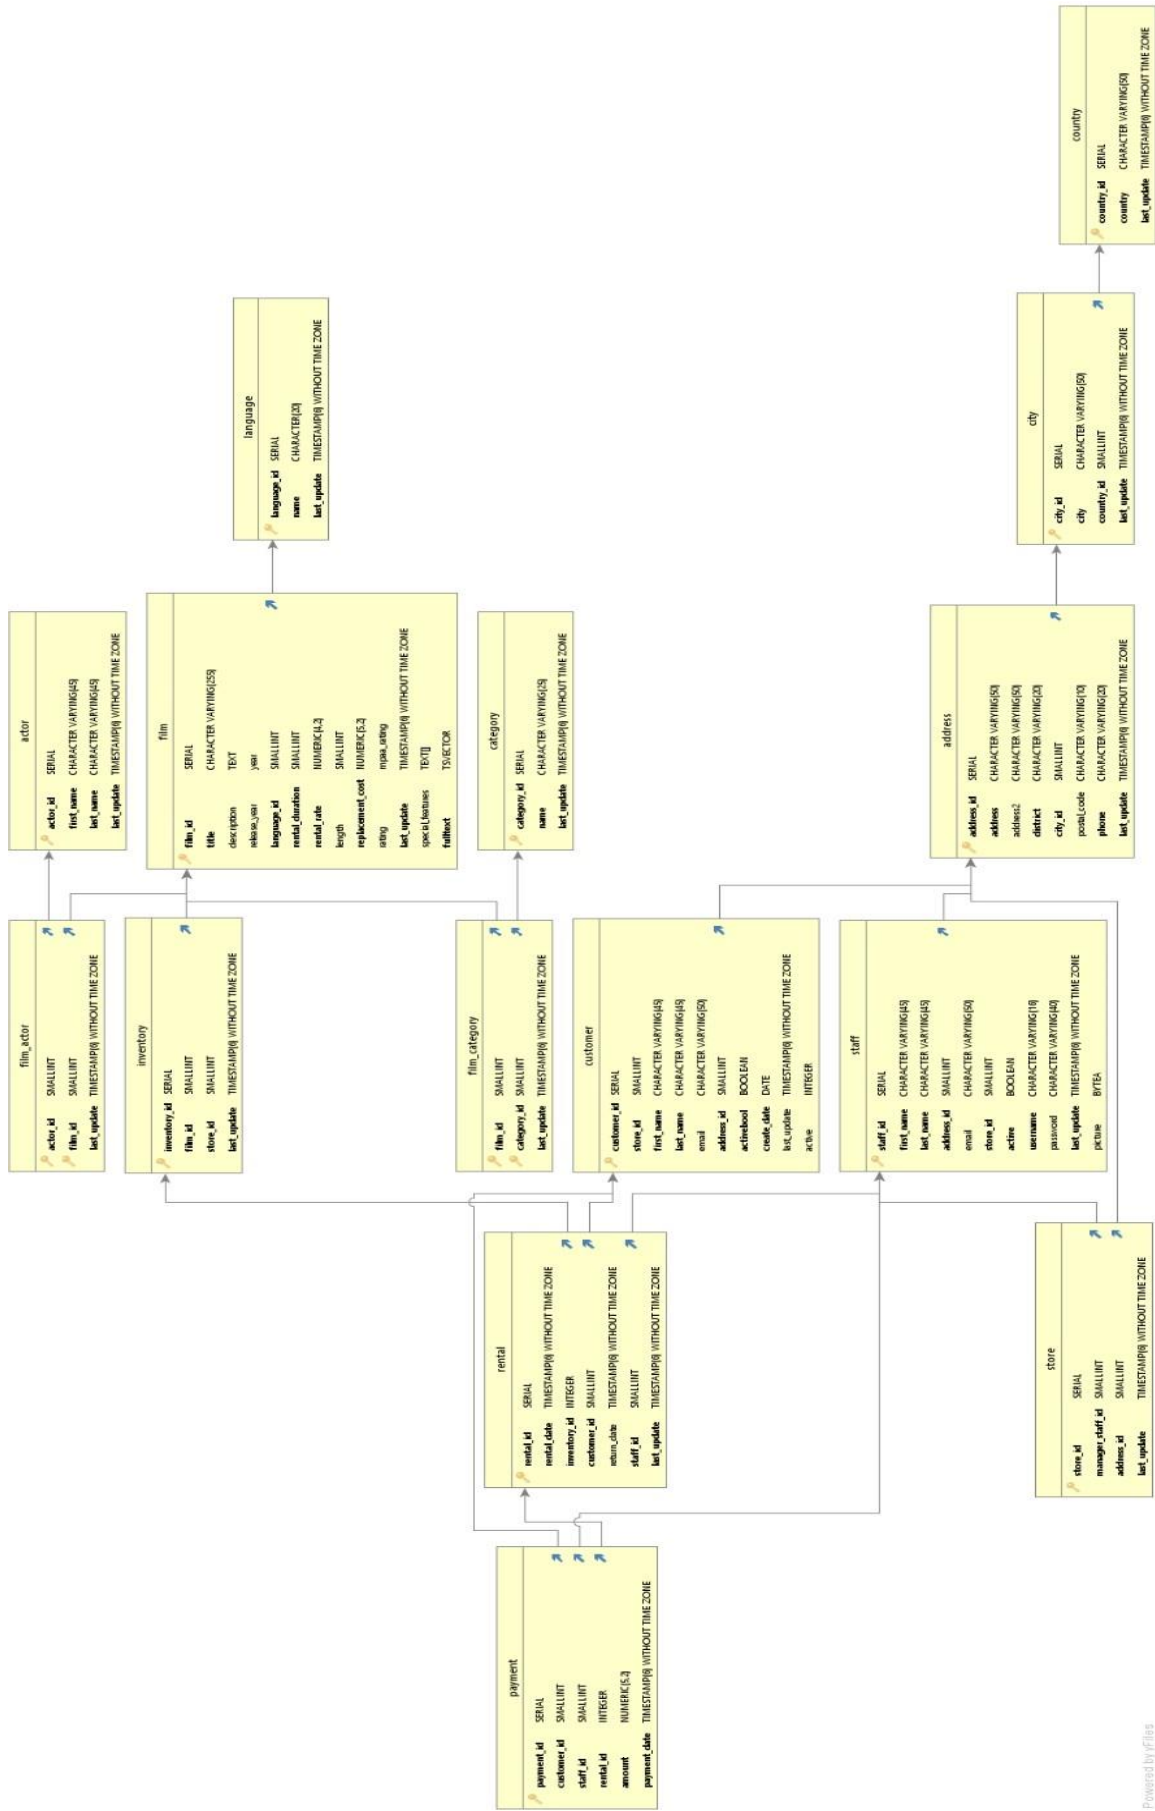 payment
payment_id SERIAL
customer_id SMALLINT
staff_id SMALLINT
rental_id INTEGER
amount NUMERIC(5,2)
payment_date TIMESTAMP(6) WITHOUT TIME ZONE
rental
rental_id SERIAL
rental_date TIMESTAMP(6) WITHOUT TIME ZONE
inventory_id INTEGER
customer_id SMALLINT
return_date TIMESTAMP(6) WITHOUT TIME ZONE
staff_id SMALLINT
last_update TIMESTAMP(6) WITHOUT TIME ZONE
store
store_id SERIAL
manager_staff_id SMALLINT
address_id SMALLINT
last_update TIMESTAMP(6) WITHOUT TIME ZONE
film_actor
actor_id SMALLINT
film_id SMALLINT
last_update TIMESTAMP(6) WITHOUT TIME ZONE
inventory
inventory_id SERIAL
film_id SMALLINT
store_id SMALLINT
last_update TIMESTAMP(6) WITHOUT TIME ZONE
film_category
film_id SMALLINT
category_id SMALLINT
last_update TIMESTAMP(6) WITHOUT TIME ZONE
customer
customer_id SERIAL
store_id SMALLINT
first_name CHARACTER VARYING(45)
last_name CHARACTER VARYING(45)
email CHARACTER VARYING(50)
address_id SMALLINT
activebool BOOLEAN
create_date DATE
last_update TIMESTAMP(6) WITHOUT TIME ZONE
active INTEGER
staff
staff_id SERIAL
first_name CHARACTER VARYING(45)
last_name CHARACTER VARYING(45)
address_id SMALLINT
email CHARACTER VARYING(50)
store_id SMALLINT
active BOOLEAN
username CHARACTER VARYING(16)
password CHARACTER VARYING(40)
last_update TIMESTAMP(6) WITHOUT TIME ZONE
picture BYTEA
actor
actor_id SERIAL
first_name CHARACTER VARYING(45)
last_name CHARACTER VARYING(45)
last_update TIMESTAMP(6) WITHOUT TIME ZONE
film
film_id SERIAL
title CHARACTER VARYING(255)
description TEXT
release_year year
language_id SMALLINT
rental_duration SMALLINT
rental_rate NUMERIC(4,2)
length SMALLINT
replacement_cost NUMERIC(5,2)
rating mpaa_rating
last_update TIMESTAMP(6) WITHOUT TIME ZONE
special_features TEXT[]
fulltext TSVECTOR
category
category_id SERIAL
name CHARACTER VARYING(25)
last_update TIMESTAMP(6) WITHOUT TIME ZONE
address
address_id SERIAL
address CHARACTER VARYING(50)
address2 CHARACTER VARYING(50)
district CHARACTER VARYING(20)
city_id SMALLINT
postal_code CHARACTER VARYING(10)
phone CHARACTER VARYING(20)
last_update TIMESTAMP(6) WITHOUT TIME ZONE
language
language_id SERIAL
name CHARACTER(20)
last_update TIMESTAMP(6) WITHOUT TIME ZONE
city
city_id SERIAL
city CHARACTER VARYING(50)
country_id SMALLINT
last_update TIMESTAMP(6) WITHOUT TIME ZONE
country
country_id SERIAL
country CHARACTER VARYING(50)
last_update TIMESTAMP(6) WITHOUT TIME ZONE
Powered by yFiles